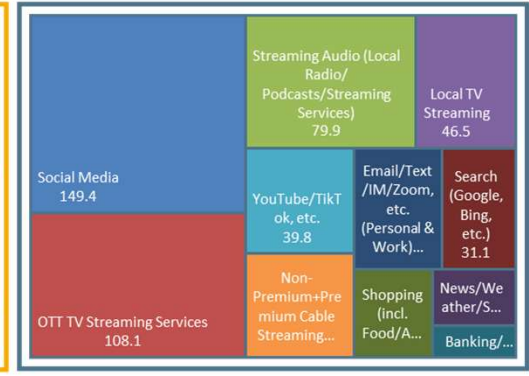 Social Media
149.4
OTT TV Streaming Services
108.1
Streaming Audio (Local
Radio/
Podcasts/Streaming
Services)
79.9
Local TV
Streaming
46.5
YouTube/TikT
ok, etc.
39.8
Email/Text
/IM/Zoom,
etc.
(Personal &
Work)...
Search
(Google,
Bing,
etc.)
31.1
Non-
Premium+Pre
mium Cable
Streaming...
Shopping
(incl.
Food/A...
News/We
ather/S...
Banking/...